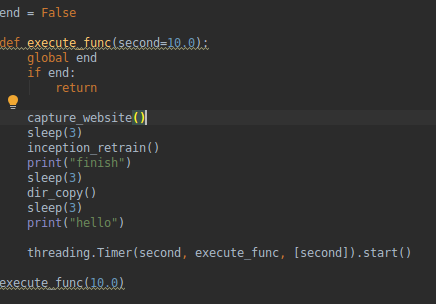 end = False
def execute_func(second=10.0):
global end
if end:
return
capture_website()
sleep(3)
inception_retrain()
print("finish")
sleep(3)
dir_copy()
sleep(3)
print("hello")
threading.Timer(second, execute_func, [second]).start()
execute_func(10.0)